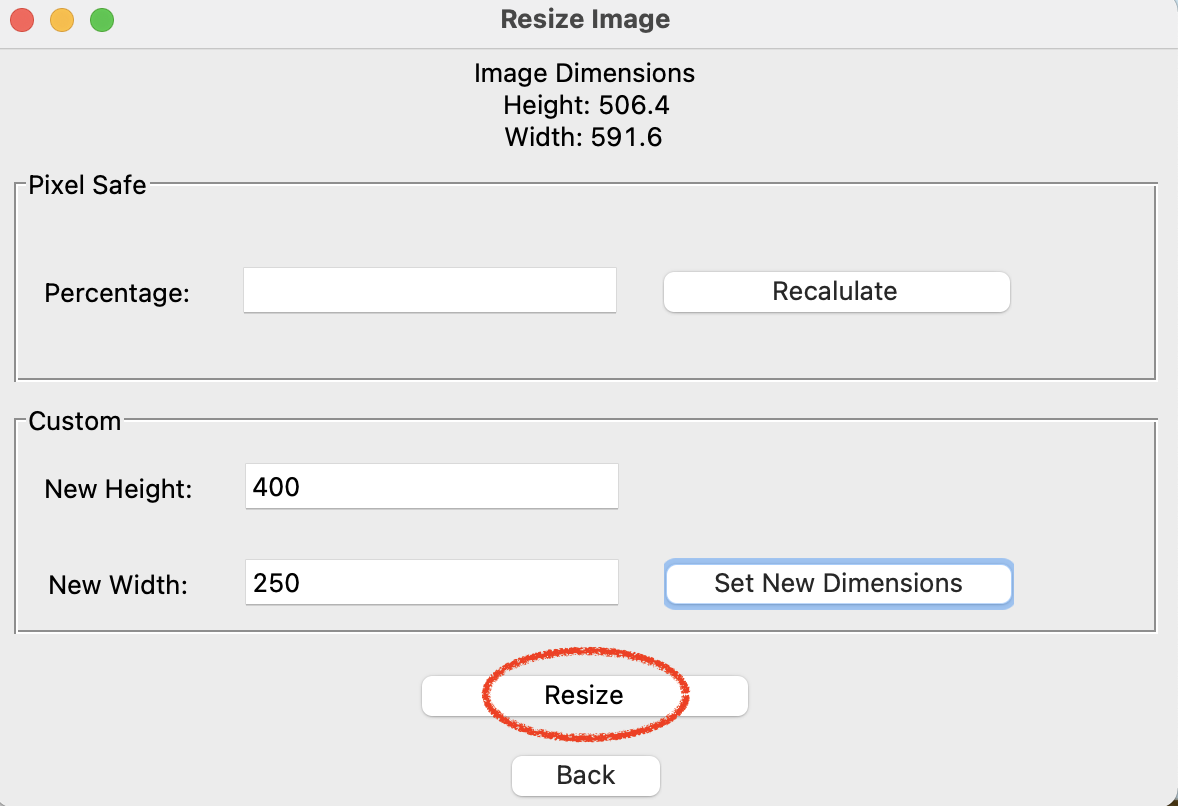 Resize Image
Image Dimensions
Height: 506.4
Width: 591.6
Pixel Safe
Percentage:
Recalulate
Custom
New Height: 400
New Width: 250
Set New Dimensions
Resize
Back